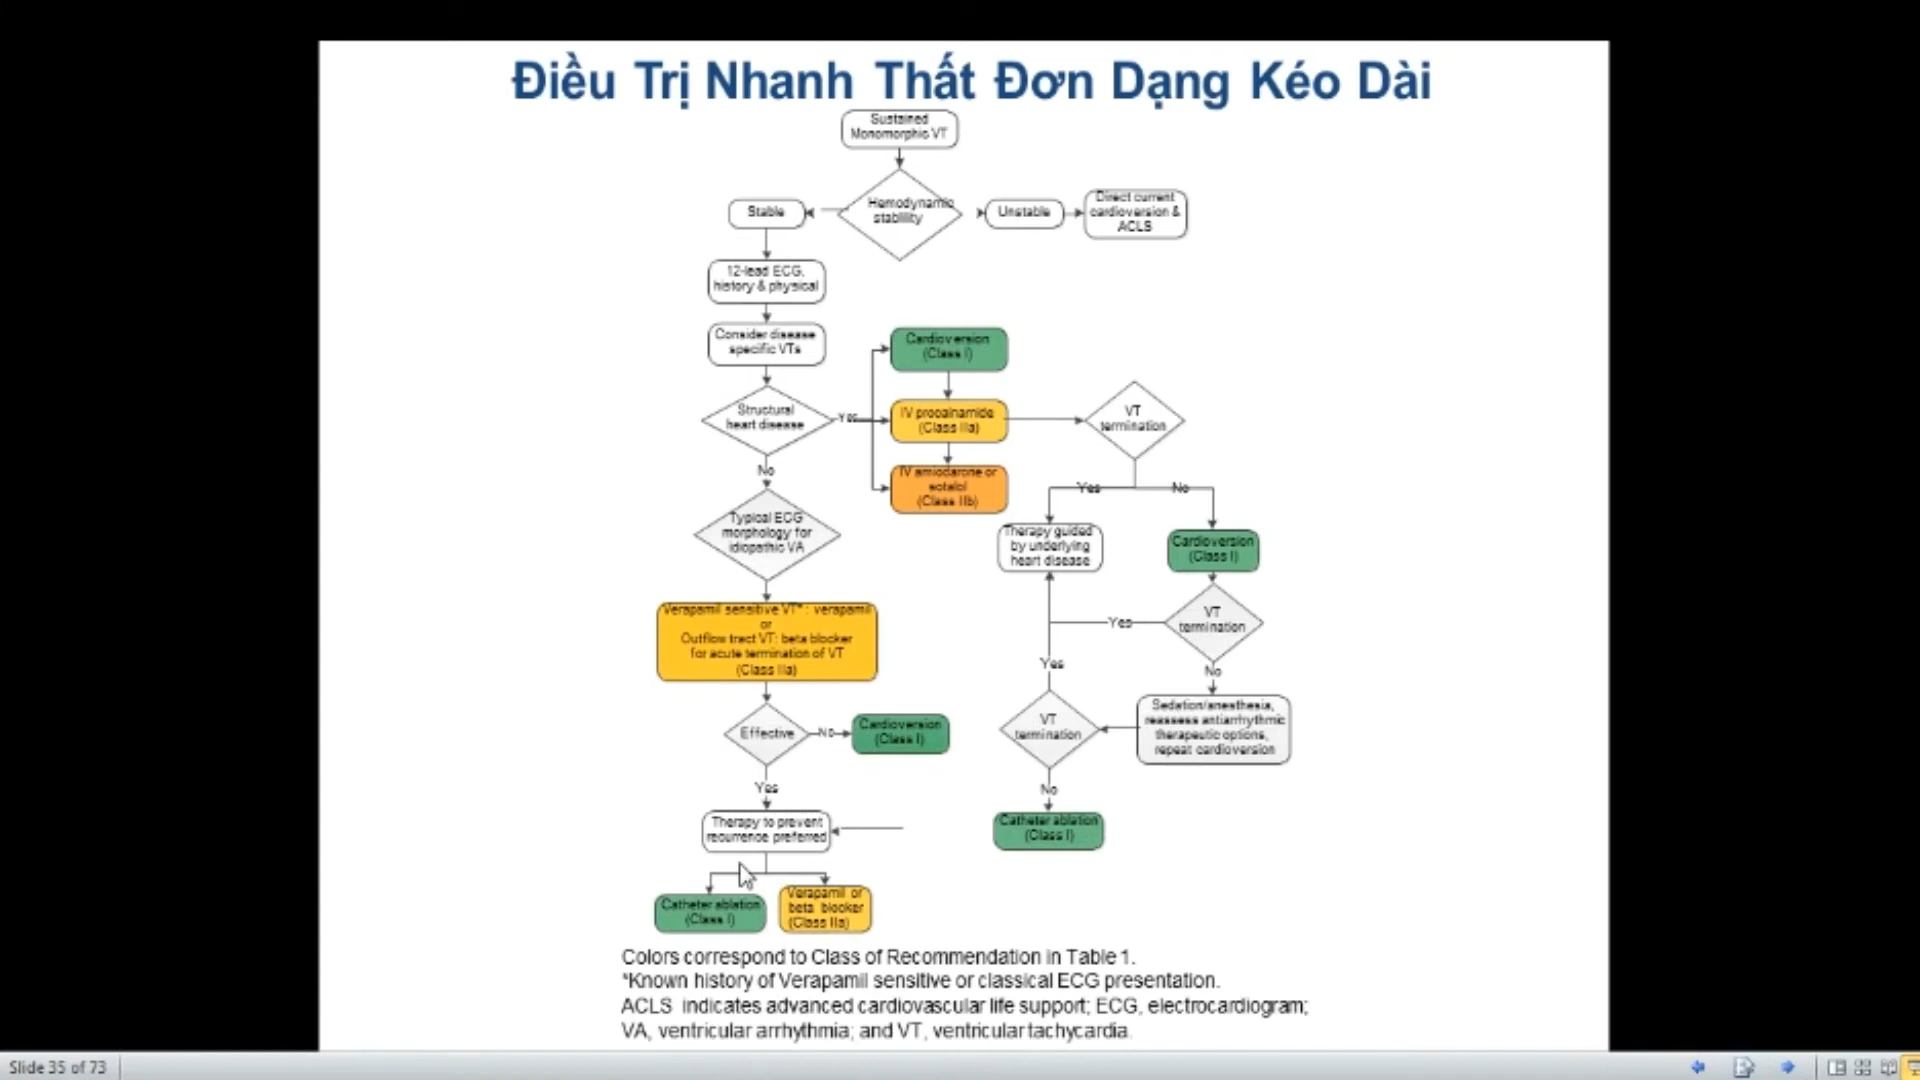 Điều Trị Nhanh Thất Đơn Dạng Kéo Dài
Sustained
Monomorphic VT
Hemodynamic
stablility
Stable
Unstable
Direct current
cardioversion &
ACLS
12-lead ECG,
history & physical
Consider disease
specific VTs
Structural
heart disease
Yes
Cardioversion
(Class I)
IV procainamide
(Class IIa)
IV amiodarone or
sotalol
(Class IIb)
VT
termination
Yes
No
Therapy guided
by underlying
heart disease
Cardioversion
(Class I)
VT
termination
Yes
No
Sedation/anesthesia,
reassess antiarrhythmic
therapeutic options,
repeat cardioversion
VT
termination
Yes
No
Catheter ablation
(Class I)
No
Typical ECG
morphology for
idiopathic VA
Verapamil sensitive VT* : verapamil
or
Outflow tract VT: beta blocker
for acute termination of VT
(Class IIa)
Effective
No
Cardioversion
(Class I)
Yes
Therapy to prevent
recurrence preferred
Catheter ablation
(Class I)
Verapamil or
beta blocker
(Class IIa)
Colors correspond to Class of Recommendation in Table 1.
*Known history of Verapamil sensitive or classical ECG presentation.
ACLS indicates advanced cardiovascular life support; ECG, electrocardiogram;
VA, ventricular arrhythmia; and VT, ventricular tachycardia.
Slide 35 of 73